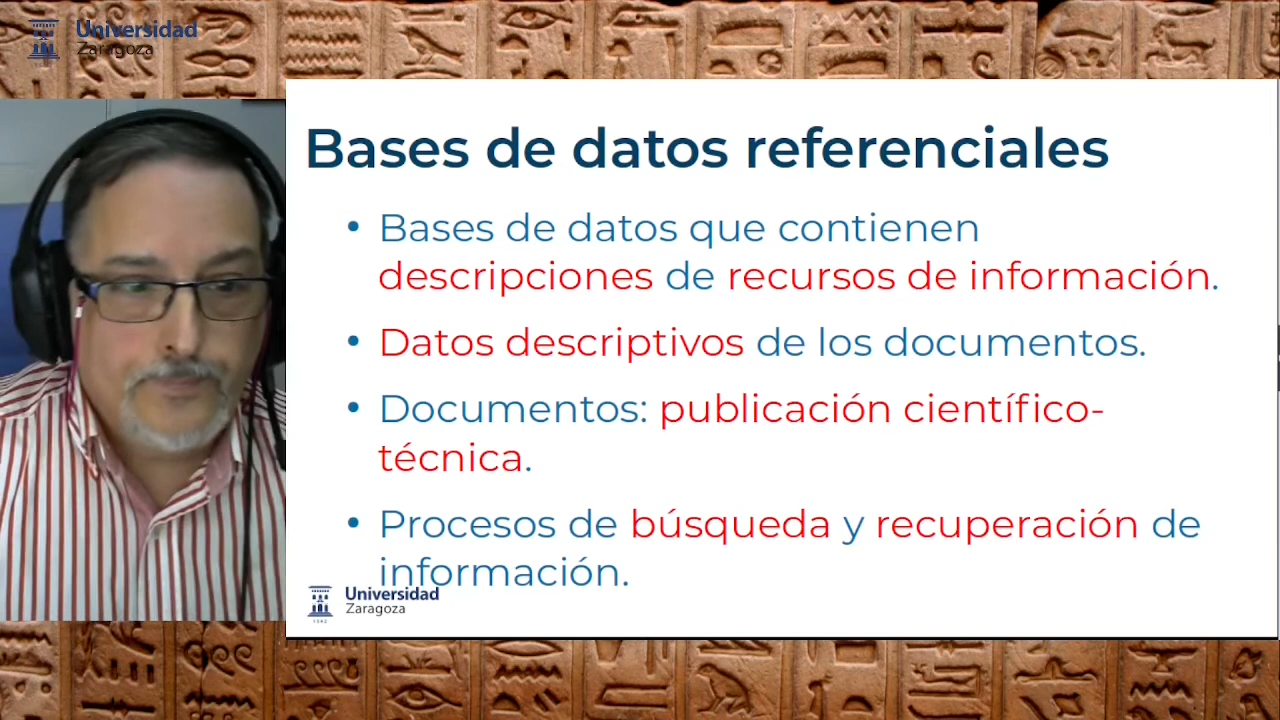 Universidad
Zaragoza
Bases de datos referenciales
• Bases de datos que contienen
descripciones de recursos de información.
• Datos descriptivos de los documentos.
• Documentos: publicación científico-
técnica.
• Procesos de búsqueda y recuperación de
información.
Universidad
Zaragoza
1542